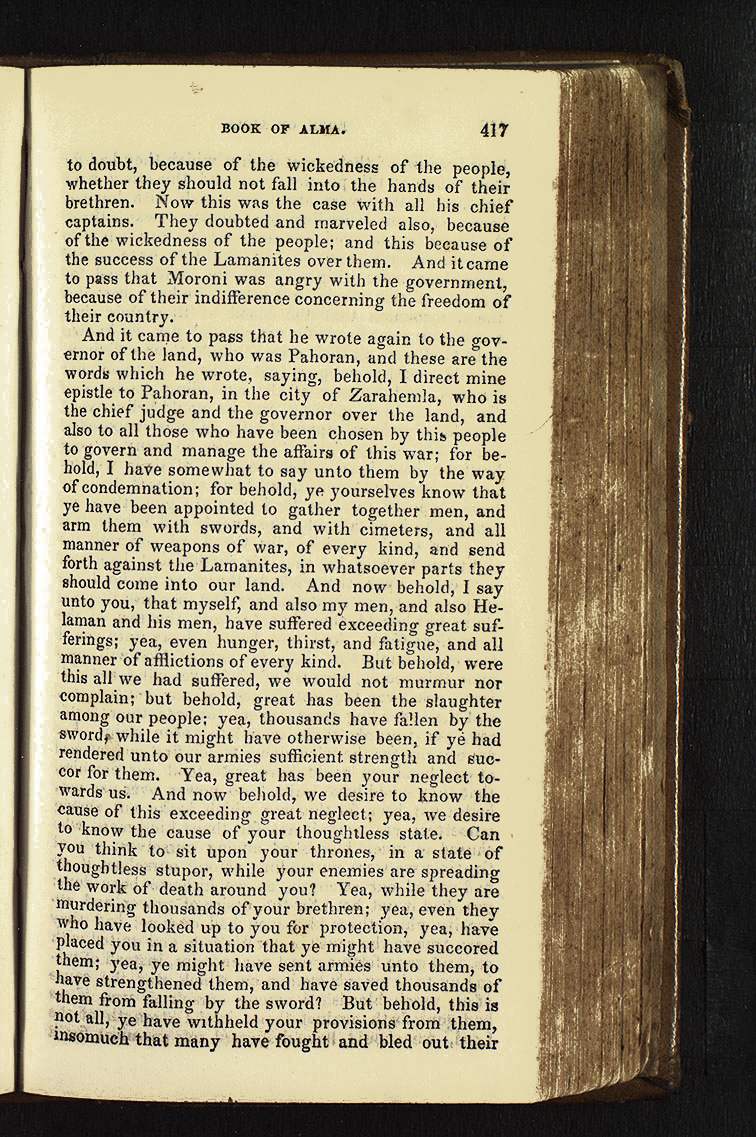 BOOK OF ALMA. 417
to doubt, because of the wickedness of the people,
whether they should not fall into the hands of their
brethren. Now this was the case with all his chief
captains. They doubted and marveled also, because
of the wickedness of the people; and this because of
the success of the Lamanites over them. And it came
to pass that Moroni was angry with the government,
because of their indifference concerning the freedom of
their country.
And it came to pass that he wrote again to the gov-
ernor of the land, who was Pahoran, and these are the
words which he wrote, saying, behold, I direct mine
epistle to Pahoran, in the city of Zarahemla, who is
the chief judge and the governor over the land, and
also to all those who have been chosen by this people
to govern and manage the affairs of this war; for be-
hold, I have somewhat to say unto them by the way
of condemnation; for behold, ye yourselves know that
ye have been appointed to gather together men, and
arm them with swords, and with cimeters, and all
manner of weapons of war, of every kind, and send
forth against the Lamanites, in whatsoever parts they
should come into our land. And now behold, I say
unto you, that myself, and also my men, and also He-
laman and his men, have suffered exceeding great suf-
ferings; yea, even hunger, thirst, and fatigue, and all
manner of afflictions of every kind. But behold, were
this all we had suffered, we would not murmur nor
complain; but behold, great has been the slaughter
among our people; yea, thousands have fallen by the
sword, while it might have otherwise been, if ye had
rendered unto our armies sufficient strength and suc-
cor for them. Yea, great has been your neglect to-
wards us. And now behold, we desire to know the
cause of this exceeding great neglect; yea, we desire
to know the cause of your thoughtless state. Can
you think to sit upon your thrones, in a state of
thoughtless stupor, while your enemies are spreading
the work of death around you? Yea, while they are
murdering thousands of your brethren; yea, even they
who have looked up to you for protection, yea, have
placed you in a situation that ye might have succored
them; yea, ye might have sent armies unto them, to
have strengthened them, and have saved thousands of
them from falling by the sword? But behold, this is
not all, ye have withheld your provisions from them,
insomuch that many have fought and bled out their